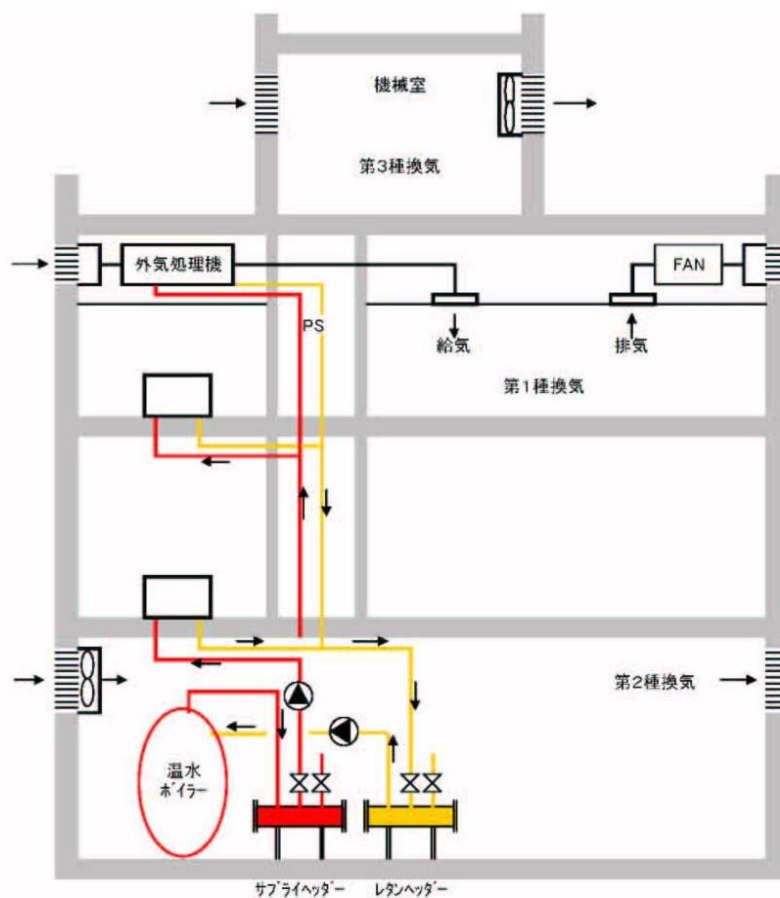 機械室
第3種換気
外気処理機
FAN
PS
給気
排気
第1種換気
第2種換気
温水
ボイラー
サプライヘッダー
レタンヘッダー